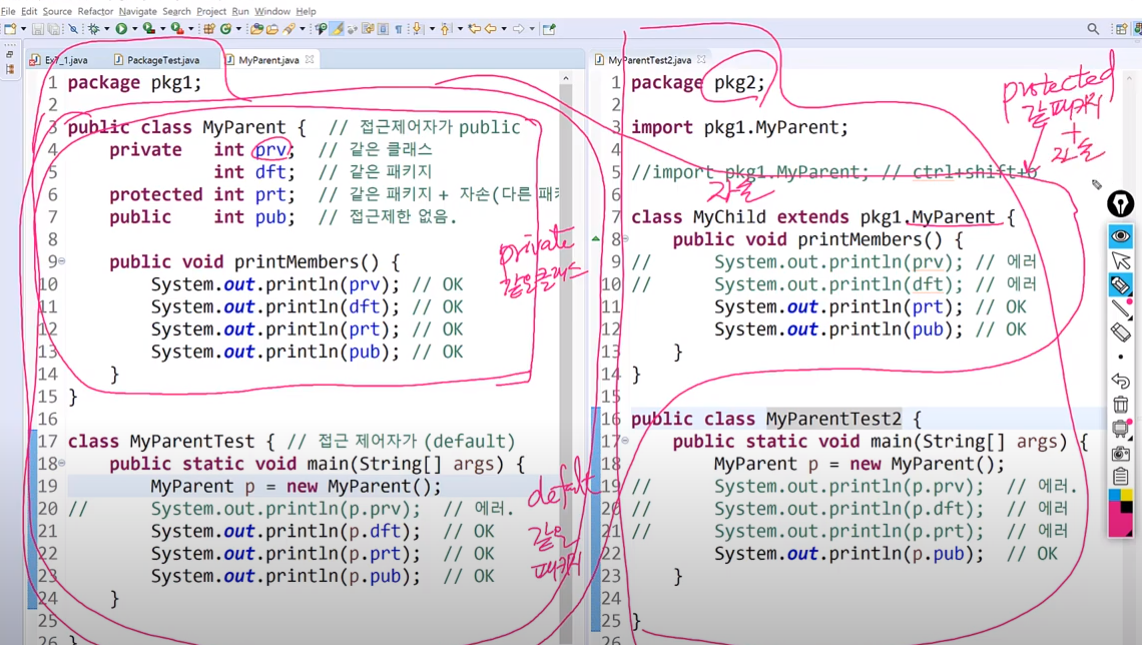 File Edit Source Refactor Navigate Search Project Run Window Help
Ex7_1.java PackageTest.java MyParent.java
1 package pkg1;
2
3 public class MyParent { // 접근제어자가 public
4 private int prv; // 같은 클래스
5 int dft; // 같은 패키지
6 protected int prt; // 같은 패키지 + 자손(다른 패키
7 public int pub; // 접근제한 없음.
8
9 public void printMembers() {
10 System.out.println(prv); // OK
11 System.out.println(dft); // OK
12 System.out.println(prt); // OK
13 System.out.println(pub); // OK
14 }
15 }
16
17 class MyParentTest { // 접근 제어자가 (default)
18 public static void main(String[] args) {
19 MyParent p = new MyParent();
20 // System.out.println(p.prv); // 에러.
21 System.out.println(p.dft); // OK
22 System.out.println(p.prt); // OK
23 System.out.println(p.pub); // OK
24 }
25
26 }
private
같은클래스
default
같은
패키지
MyParentTest2.java
1 package pkg2;
2
3 import pkg1.MyParent;
4
5 //import pkg1.MyParent; // ctrl+shift+o
6
7 class MyChild extends pkg1.MyParent {
8 public void printMembers() {
9 // System.out.println(prv); // 에러
10 // System.out.println(dft); // 에러
11 System.out.println(prt); // OK
12 System.out.println(pub); // OK
13 }
14 }
15
16 public class MyParentTest2 {
17 public static void main(String[] args) {
18 MyParent p = new MyParent();
19 // System.out.println(p.prv); // 에러.
20 // System.out.println(p.dft); // 에러
21 // System.out.println(p.prt); // 에러
22 System.out.println(p.pub); // OK
23 }
24
25 }
26
protected
같은패키지
+
자손
자손